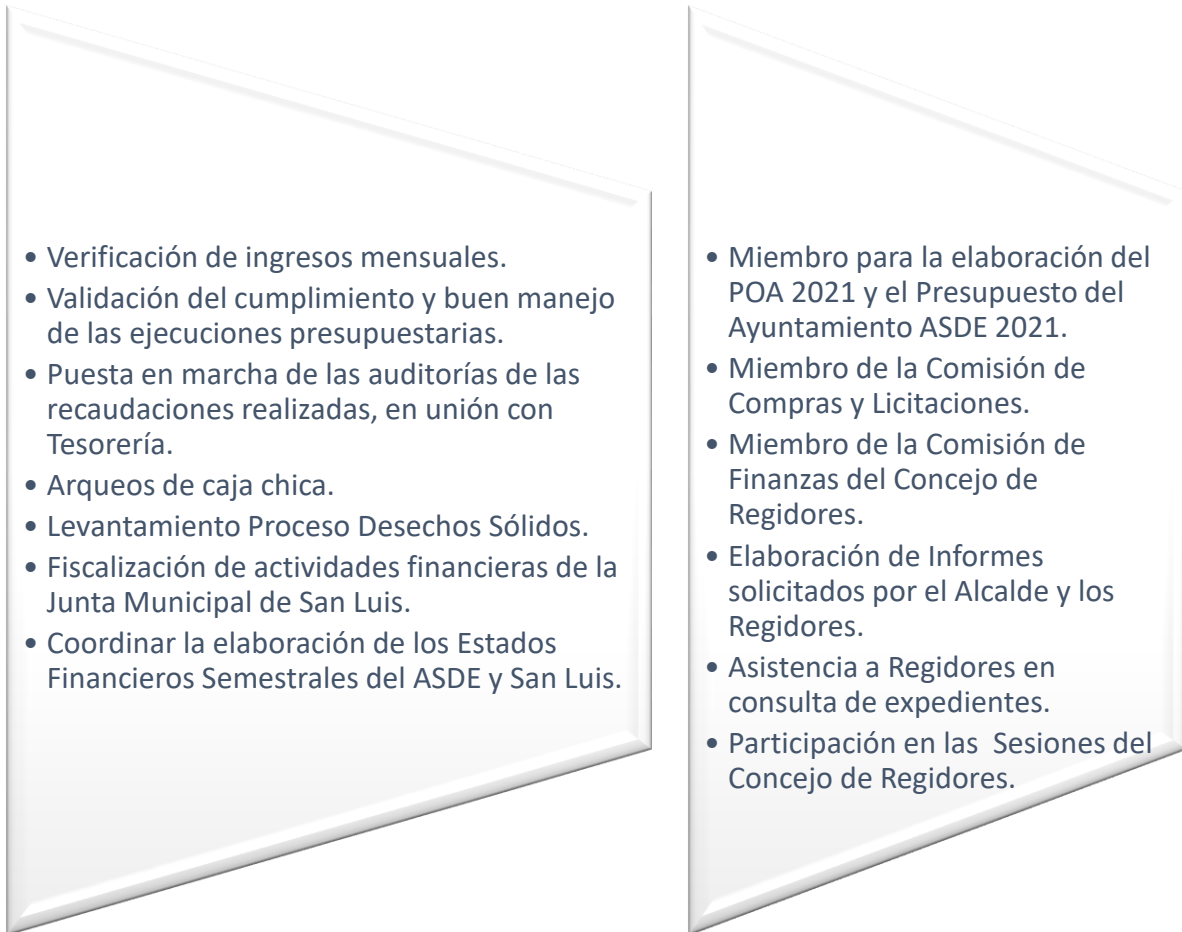 • Verificación de ingresos mensuales.
• Validación del cumplimiento y buen manejo
de las ejecuciones presupuestarias.
• Puesta en marcha de las auditorías de las
recaudaciones realizadas, en unión con
Tesorería.
• Arqueos de caja chica.
• Levantamiento Proceso Desechos Sólidos.
• Fiscalización de actividades financieras de la
Junta Municipal de San Luis.
• Coordinar la elaboración de los Estados
Financieros Semestrales del ASDE y San Luis.
• Miembro para la elaboración del
POA 2021 y el Presupuesto del
Ayuntamiento ASDE 2021.
• Miembro de la Comisión de
Compras y Licitaciones.
• Miembro de la Comisión de
Finanzas del Concejo de
Regidores.
• Elaboración de Informes
solicitados por el Alcalde y los
Regidores.
• Asistencia a Regidores en
consulta de expedientes.
• Participación en las  Sesiones del
Concejo de Regidores.